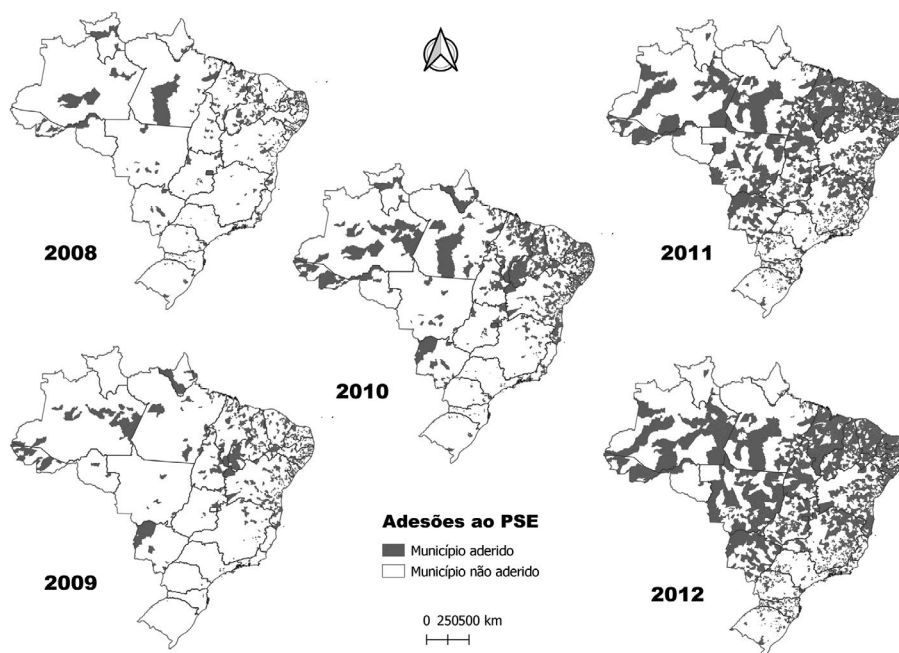 2008
2011
2010
2009
Adesões ao PSE
Município aderido
Município não aderido
0 250500 km
2012